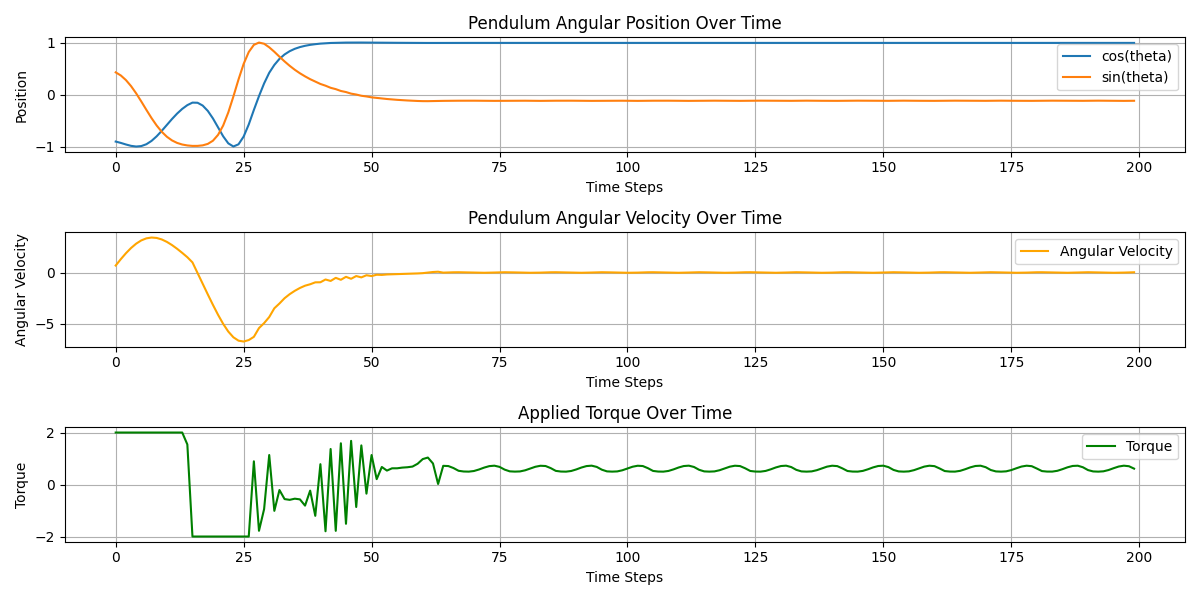 Pendulum Angular Position Over Time
1
0
−1
Position
cos(theta)
sin(theta)
0 25 50 75 100 125 150 175 200
Time Steps
Pendulum Angular Velocity Over Time
0
−5
Angular Velocity
Angular Velocity
0 25 50 75 100 125 150 175 200
Time Steps
Applied Torque Over Time
2
0
−2
Torque
Torque
0 25 50 75 100 125 150 175 200
Time Steps